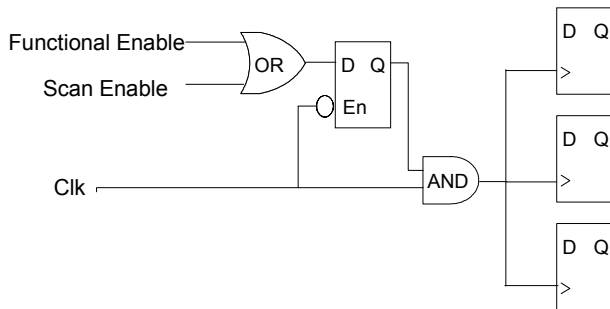 Functional Enable
Scan Enable
OR
D Q
En
Clk
AND
D Q
D Q
D Q